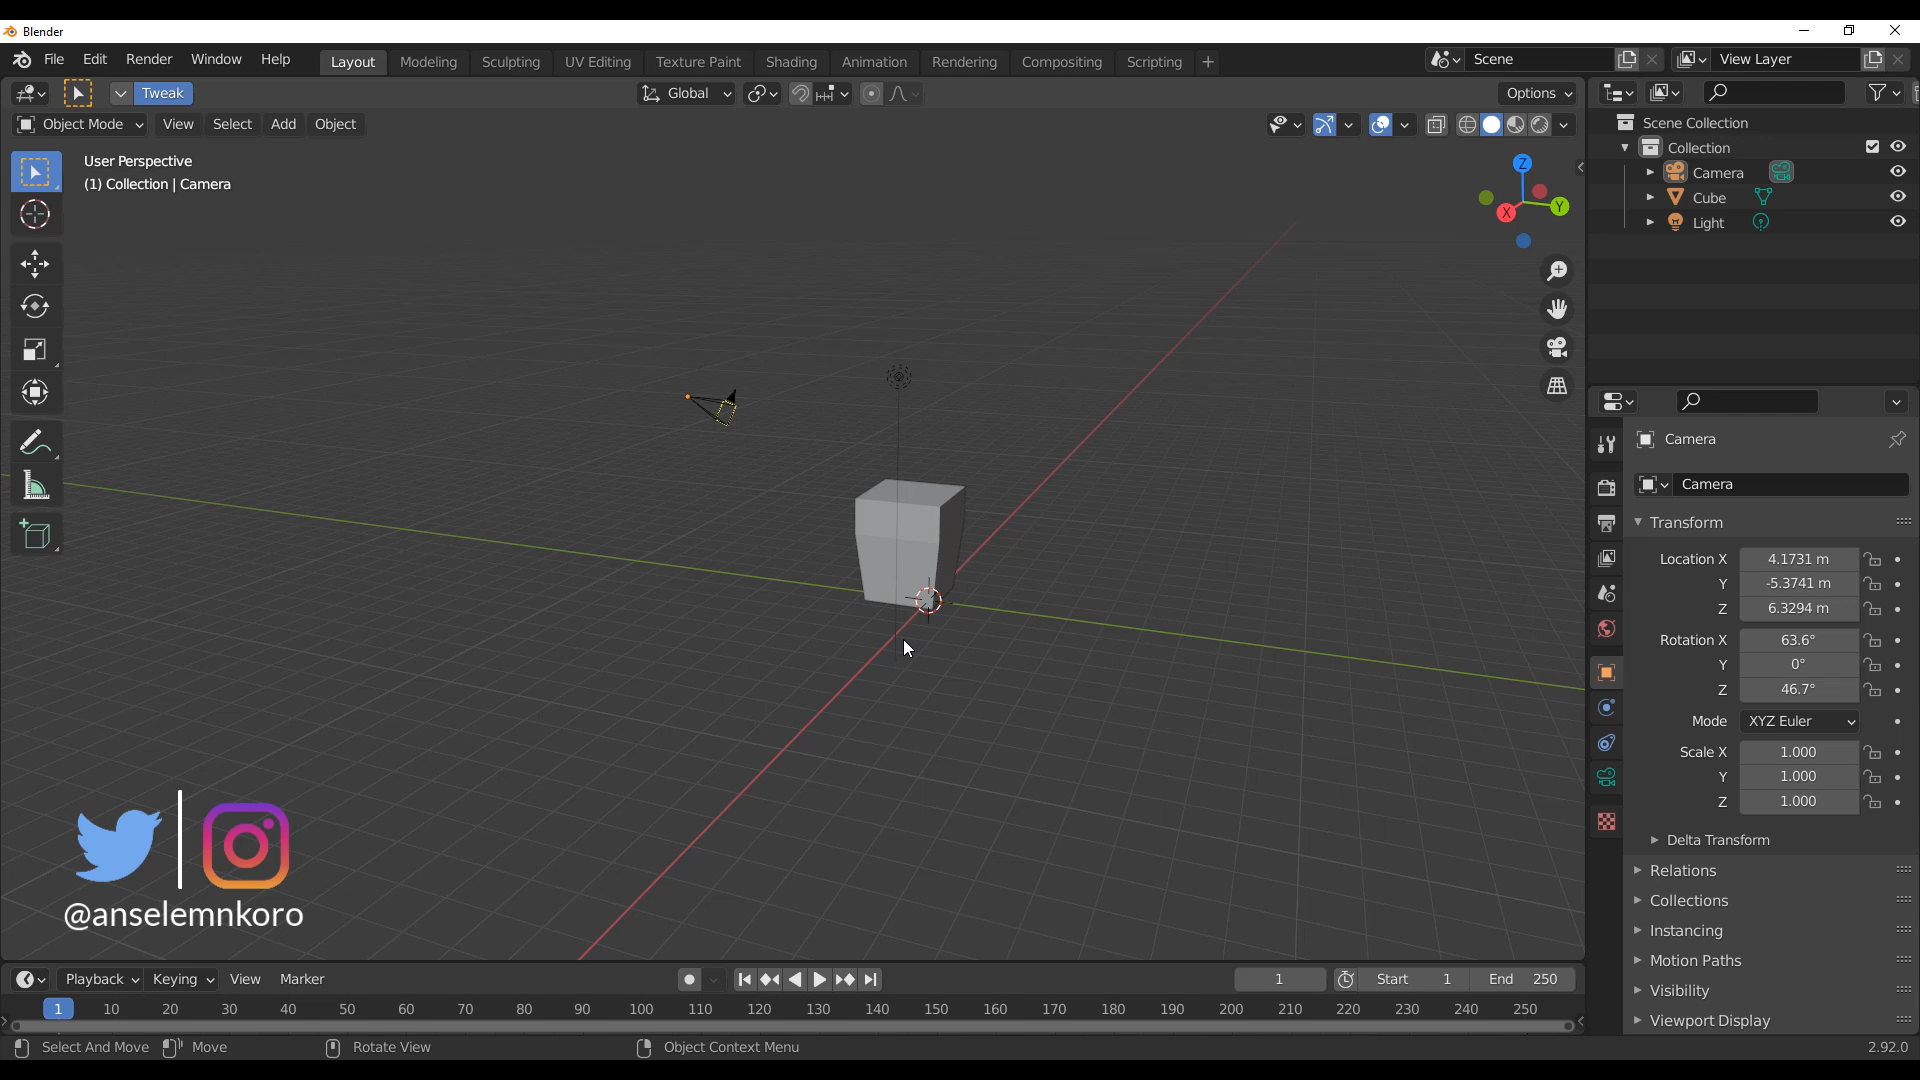 Blender
File Edit Render Window Help Layout Modeling Sculpting UV Editing Texture Paint Shading Animation Rendering Compositing Scripting + Scene View Layer
Tweak Global Options
Object Mode View Select Add Object
User Perspective
(1) Collection | Camera
Z
Y
X
Scene Collection
Collection
Camera
Cube
Light
Camera
Camera
Transform
Location X 4.1731 m
Y -5.3741 m
Z 6.3294 m
Rotation X 63.6°
Y 0°
Z 46.7°
Mode XYZ Euler
Scale X 1.000
Y 1.000
Z 1.000
Delta Transform
Relations
Collections
Instancing
Motion Paths
Visibility
Viewport Display
@anselemnkoro
Playback Keying View Marker 1 Start 1 End 250
1 10 20 30 40 50 60 70 80 90 100 110 120 130 140 150 160 170 180 190 200 210 220 230 240 250
Select And Move Move Rotate View Object Context Menu 2.92.0